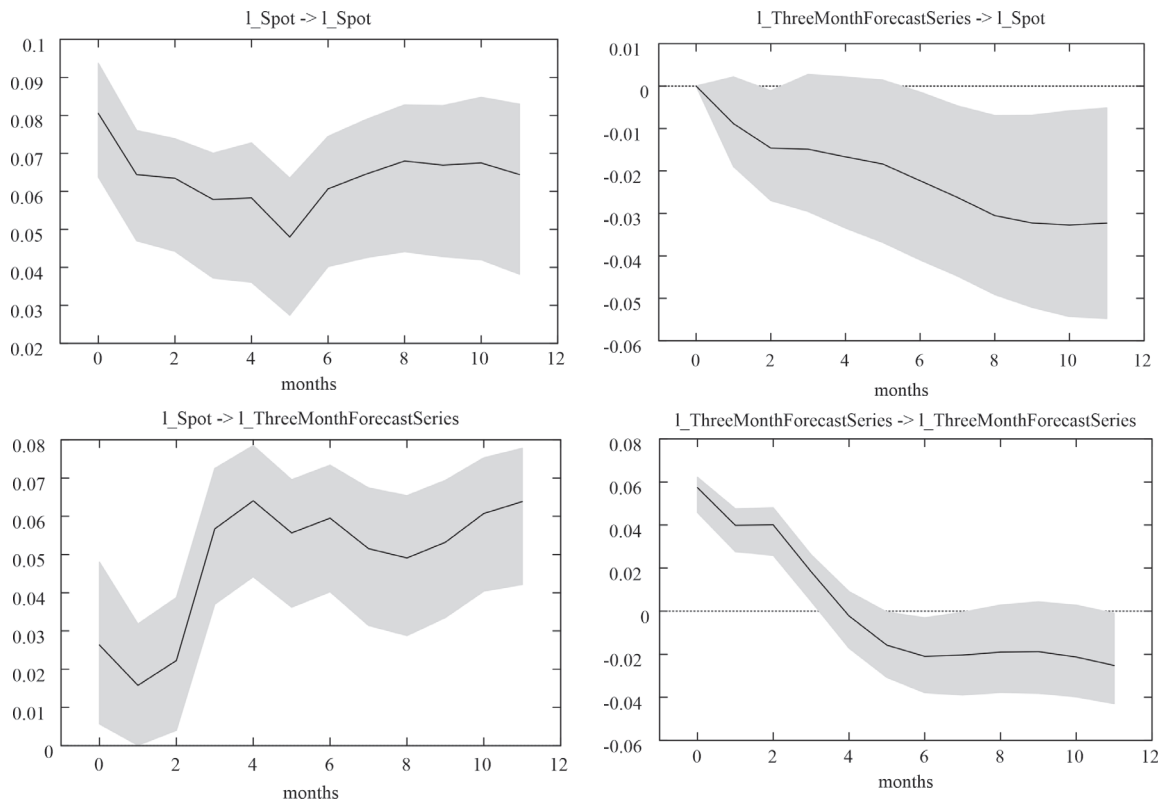 l_Spot -> l_Spot
0.1
0.09
0.08
0.07
0.06
0.05
0.04
0.03
0.02
0 2 4 6 8 10 12
months
l_ThreeMonthForecastSeries -> l_Spot
0.01
0
-0.01
-0.02
-0.03
-0.04
-0.05
-0.06
0 2 4 6 8 10 12
months
l_Spot -> l_ThreeMonthForecastSeries
0.08
0.07
0.06
0.05
0.04
0.03
0.02
0.01
0
0 2 4 6 8 10 12
months
l_ThreeMonthForecastSeries -> l_ThreeMonthForecastSeries
0.08
0.06
0.04
0.02
0
-0.02
-0.04
-0.06
0 2 4 6 8 10 12
months